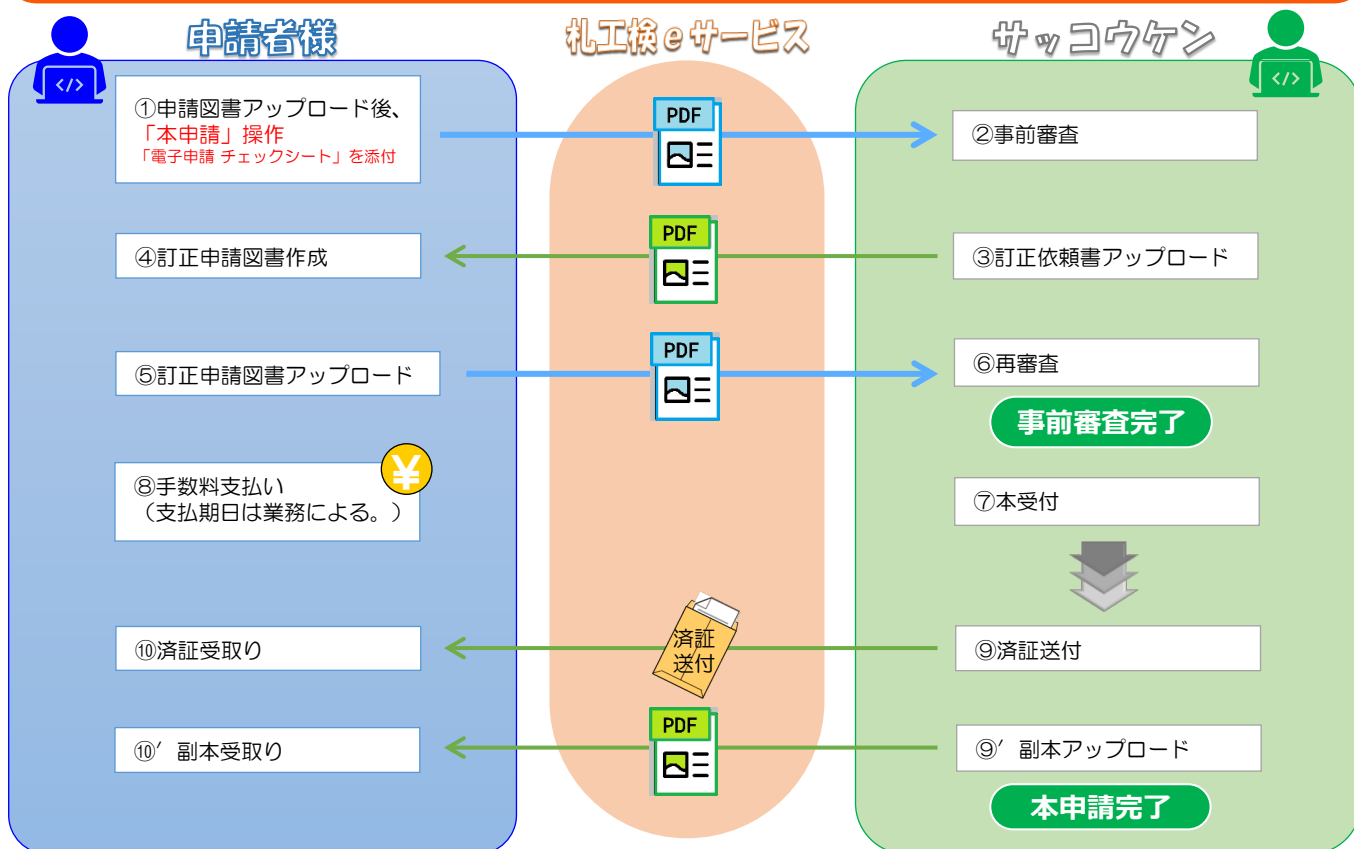 申請者様
札工検eサービス
サッコウケン
</>
</>
①申請図書アップロード後、
「本申請」操作
「電子申請 チェックシート」を添付
PDF
②事前審査
④訂正申請図書作成
PDF
③訂正依頼書アップロード
⑤訂正申請図書アップロード
PDF
⑥再審査
事前審査完了
⑧手数料支払い
（支払期日は業務による。）
¥
⑦本受付
⑩済証受取り
済証
送付
⑨済証送付
⑩′ 副本受取り
PDF
⑨′ 副本アップロード
本申請完了